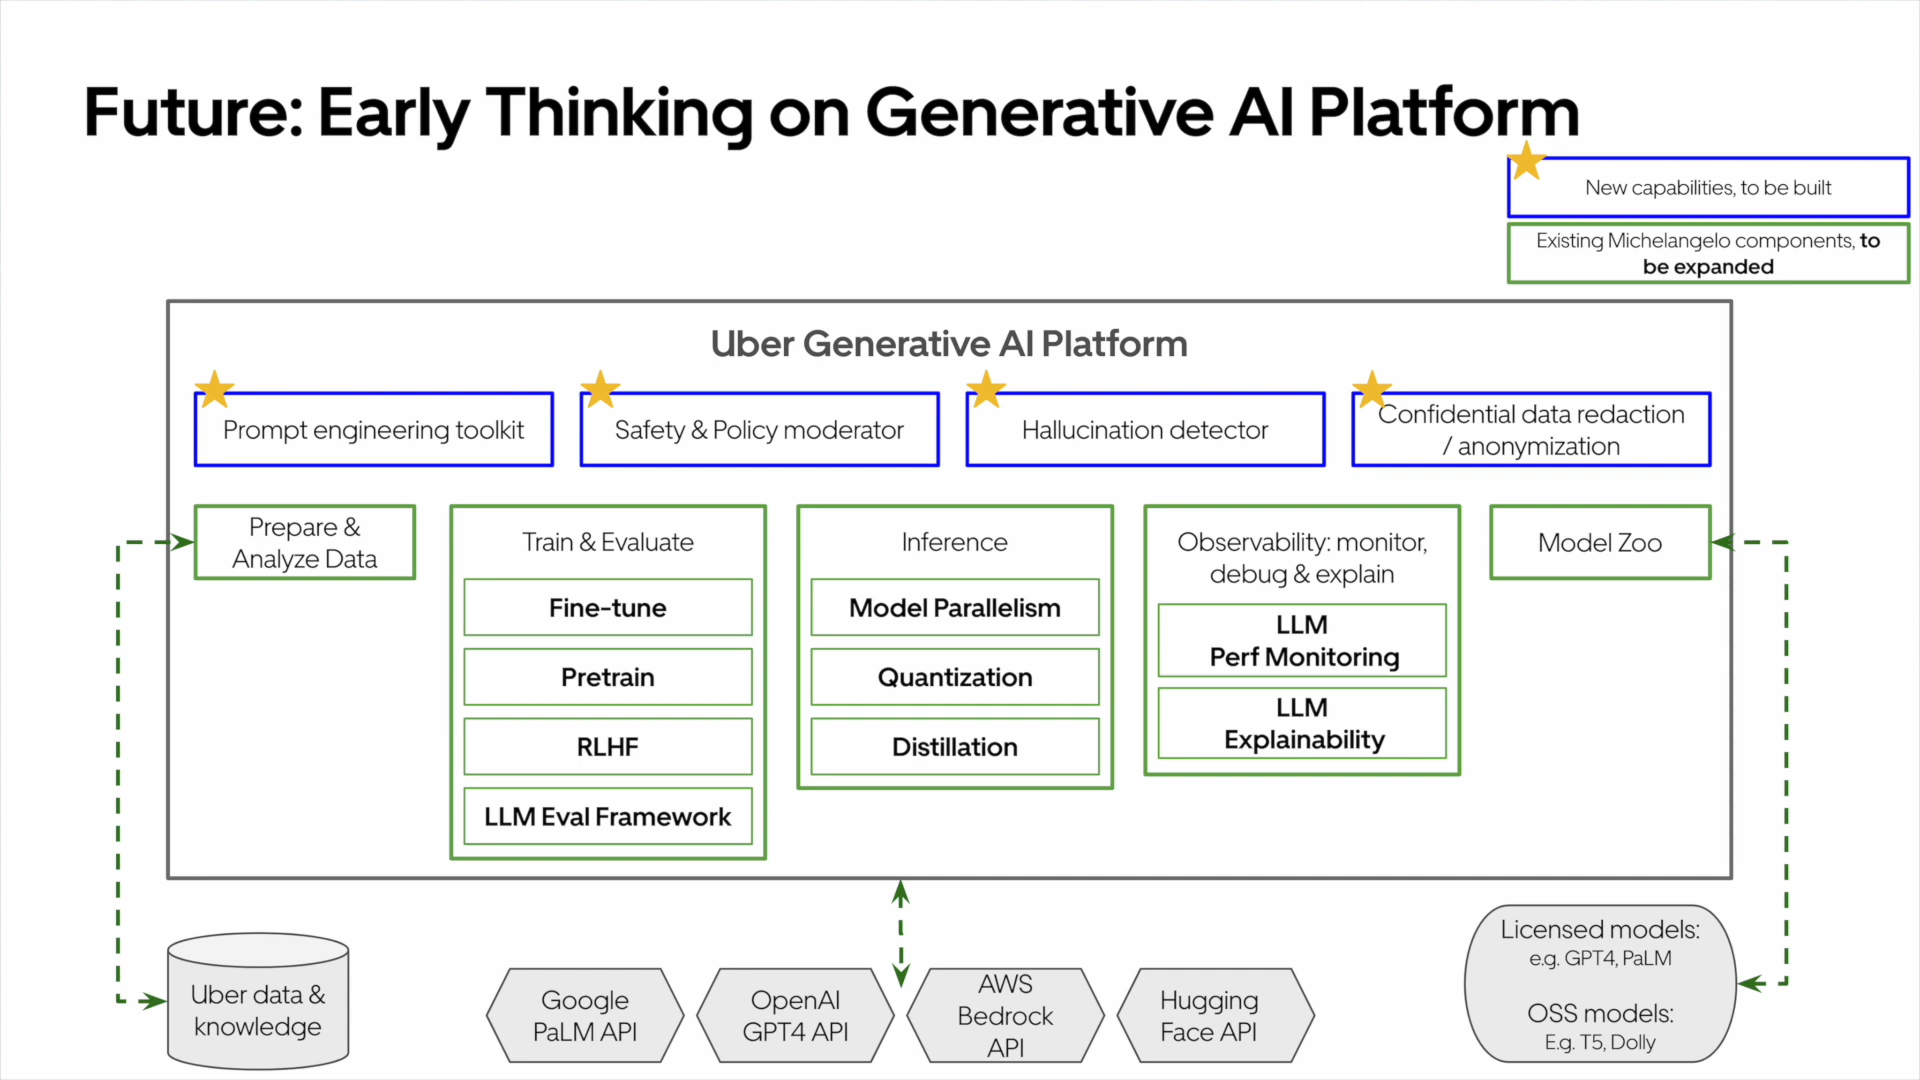 Future: Early Thinking on Generative AI Platform
New capabilities, to be built
Existing Michelangelo components, to
be expanded
Uber Generative AI Platform
Prompt engineering toolkit
Safety & Policy moderator
Hallucination detector
Confidential data redaction
/ anonymization
Prepare &
Analyze Data
Train & Evaluate
Fine-tune
Pretrain
RLHF
LLM Eval Framework
Inference
Model Parallelism
Quantization
Distillation
Observability: monitor,
debug & explain
LLM
Perf Monitoring
LLM
Explainability
Model Zoo
Uber data &
knowledge
Google
PaLM API
OpenAI
GPT4 API
AWS
Bedrock
API
Hugging
Face API
Licensed models:
e.g. GPT4, PaLM
OSS models:
E.g. T5, Dolly